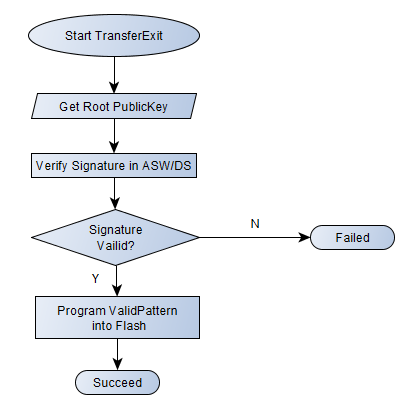 Start TransferExit
Get Root PublicKey
Verify Signature in ASW/DS
Signature
Vailid?
N
Failed
Y
Program ValidPattern
into Flash
Succeed